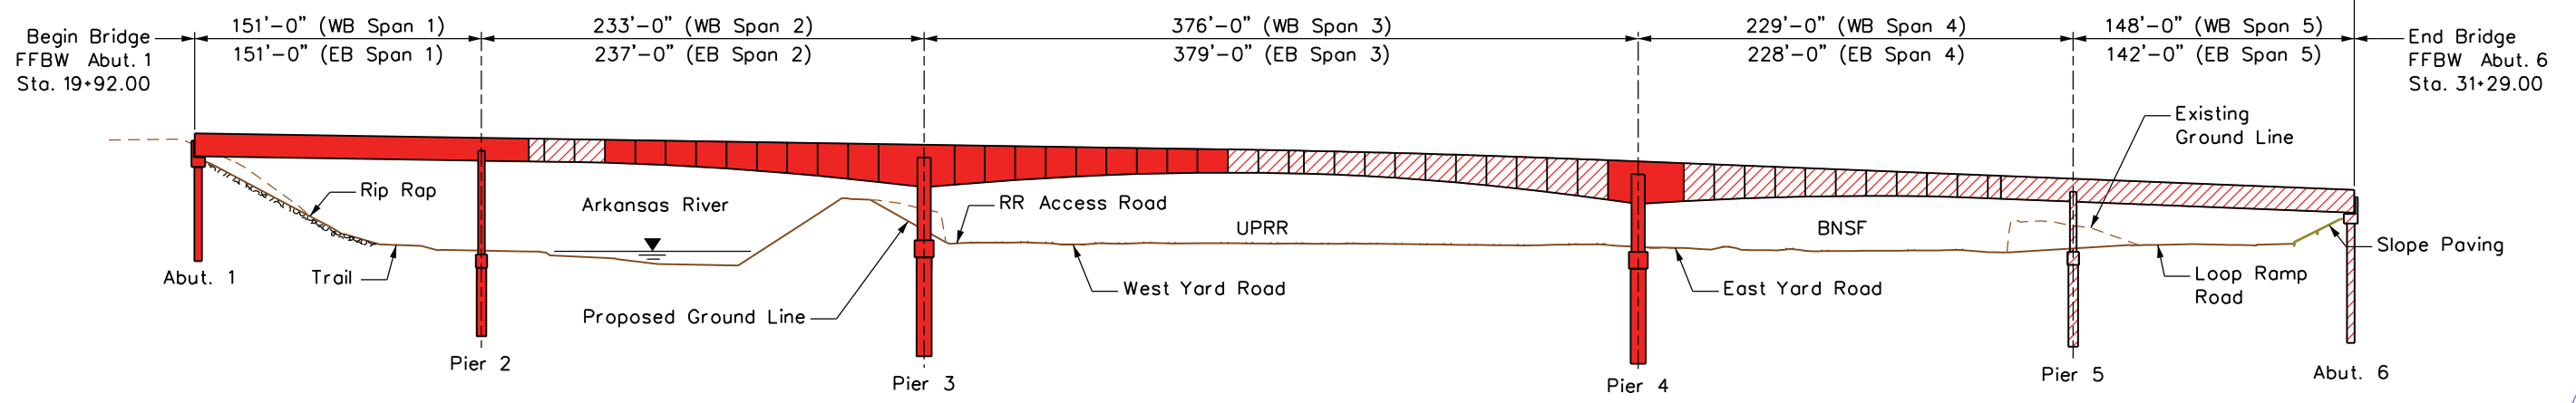 151'-0" (WB Span 1)
233'-0" (WB Span 2)
376'-0" (WB Span 3)
229'-0" (WB Span 4)
148'-0" (WB Span 5)
151'-0" (EB Span 1)
237'-0" (EB Span 2)
379'-0" (EB Span 3)
228'-0" (EB Span 4)
142'-0" (EB Span 5)
Begin Bridge
FFBW Abut. 1
Sta. 19+92.00
End Bridge
FFBW Abut. 6
Sta. 31+29.00
Existing
Ground Line
Rip Rap
Arkansas River
RR Access Road
UPRR
BNSF
Slope Paving
Abut. 1
Trail
West Yard Road
East Yard Road
Loop Ramp
Road
Proposed Ground Line
Pier 2
Pier 3
Pier 4
Pier 5
Abut. 6